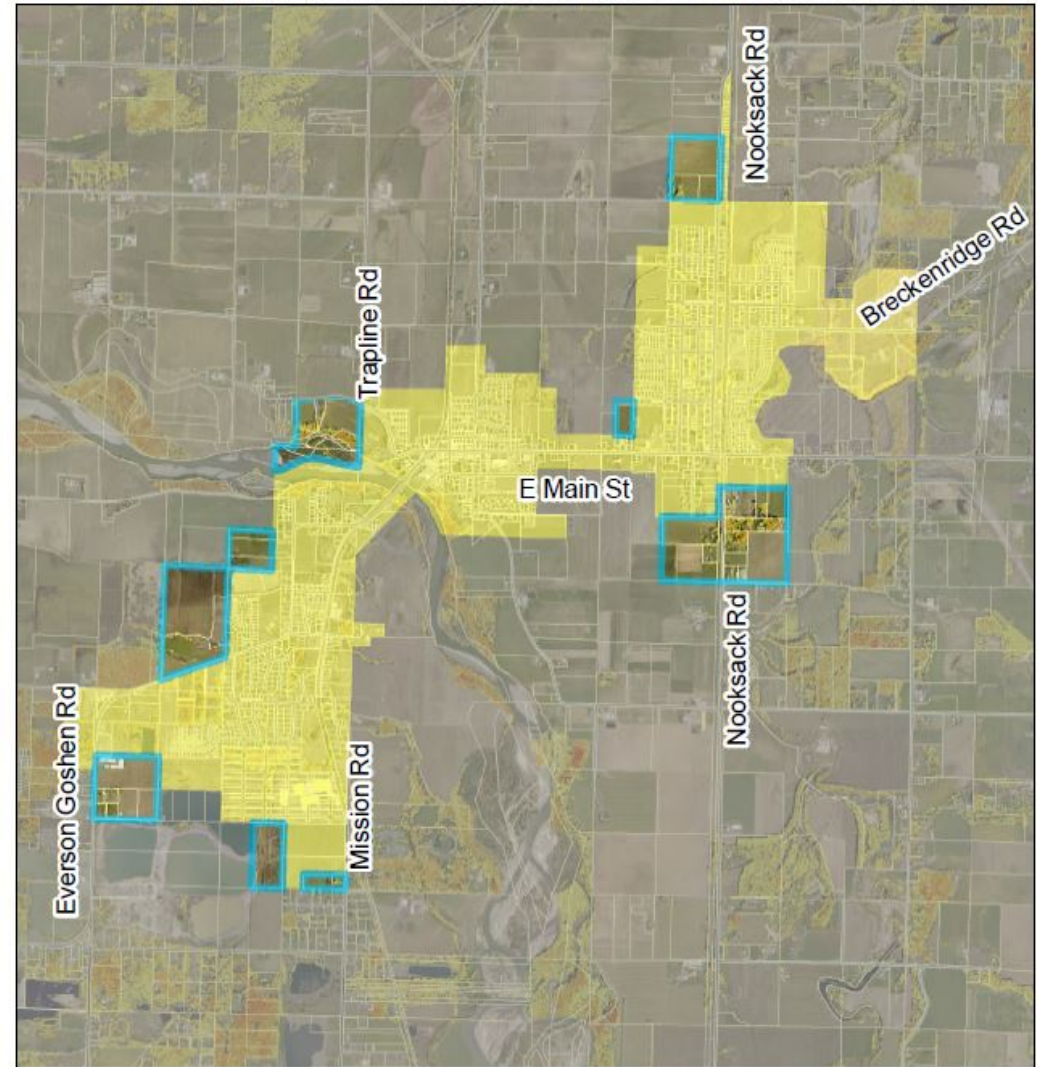 Nooksack Rd
Breckenridge Rd
Trapline Rd
E Main St
Nooksack Rd
Everson Goshen Rd
Mission Rd